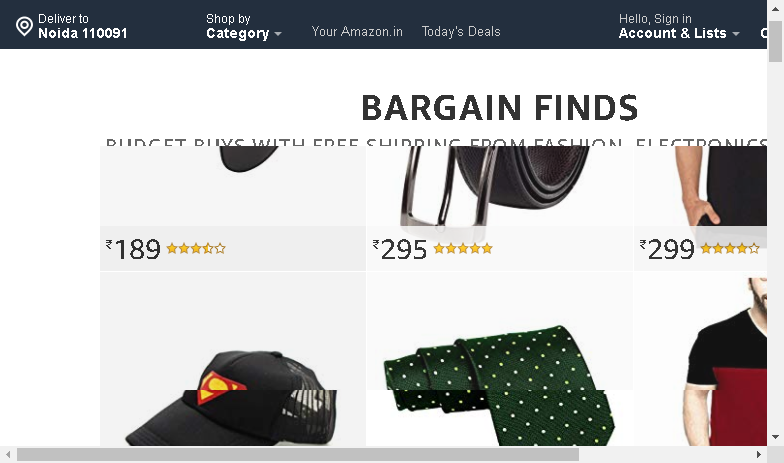 Deliver to
Noida 110091
Shop by
Category
Your Amazon.in
Today's Deals
Hello, Sign in
Account & Lists
BARGAIN FINDS
BUDGET BUYS WITH FREE SHIPPING FROM FASHION, ELECTRONICS
₹189
₹295
₹299